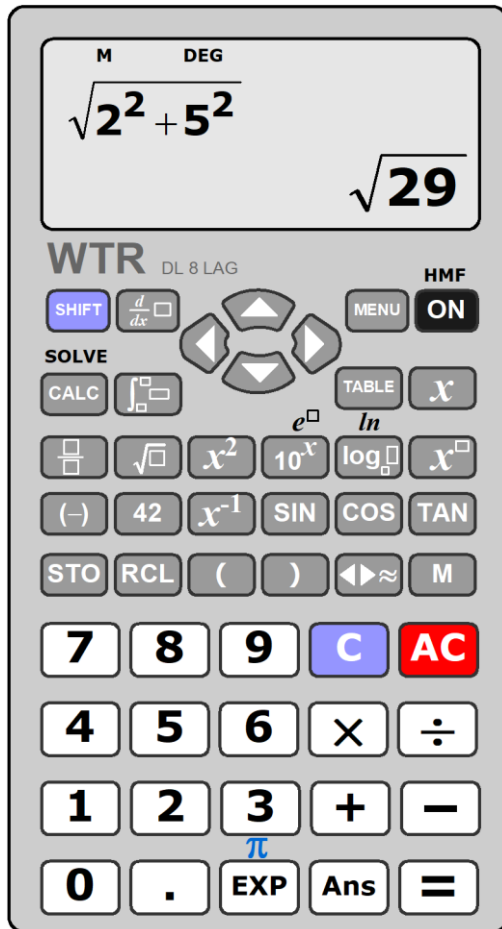 M DEG
√2² + 5²
√29
WTR DL 8 LAG
HMF
SHIFT d/dx□ MENU ON
SOLVE
CALC ∫□ TABLE x
e□ ln
□/□ √□ x² 10ˣ log□□ x□
(−) 42 x⁻¹ SIN COS TAN
STO RCL ( ) ◀▶≈ M
7 8 9 C AC
4 5 6 × ÷
1 2 3 + −
π
0 . EXP Ans =